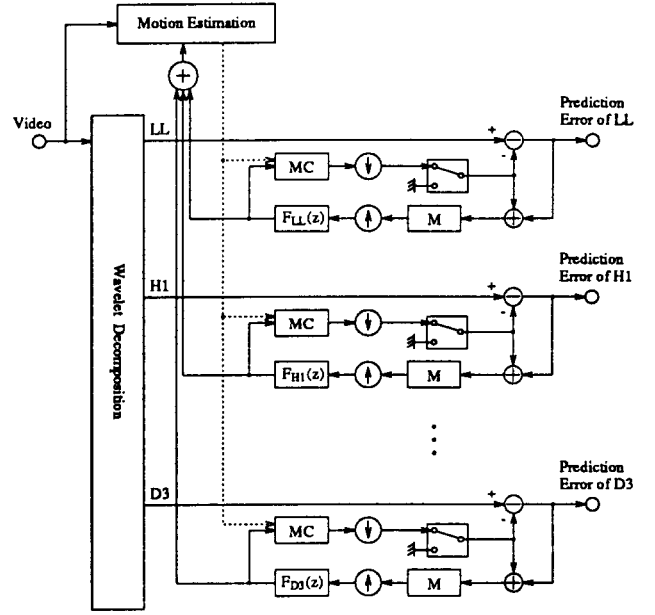 Motion Estimation
+
Video
Wavelet Decomposition
LL
+
−
-
Prediction
Error of LL
MC
↓
F_LL(z)
↑
M
+
H1
+
−
-
Prediction
Error of H1
MC
↓
F_H1(z)
↑
M
+
D3
+
−
-
Prediction
Error of D3
MC
↓
F_D3(z)
↑
M
+